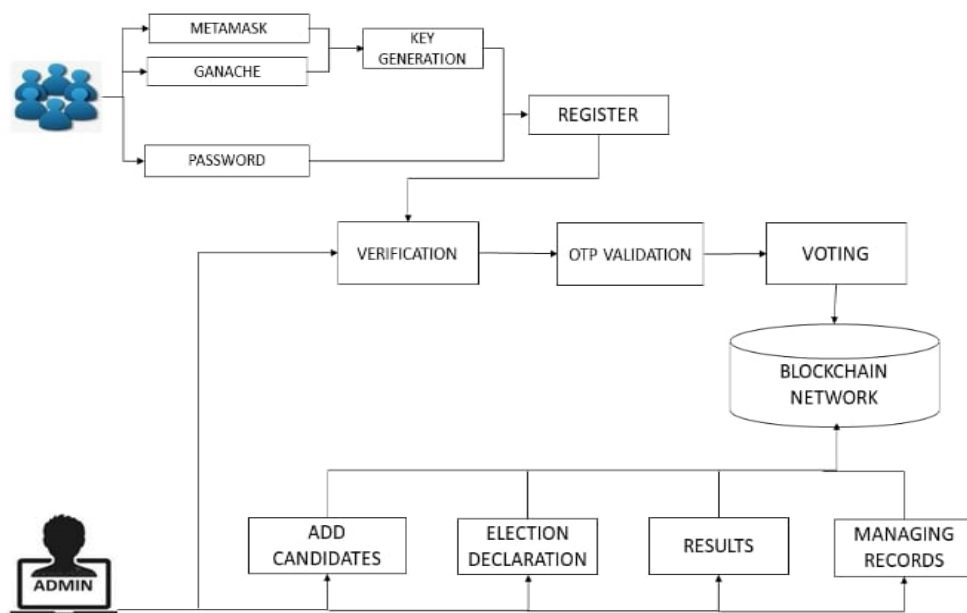 METAMASK
KEY
GENERATION
GANACHE
REGISTER
PASSWORD
VERIFICATION
OTP VALIDATION
VOTING
BLOCKCHAIN
NETWORK
ADD
CANDIDATES
ELECTION
DECLARATION
RESULTS
MANAGING
RECORDS
ADMIN